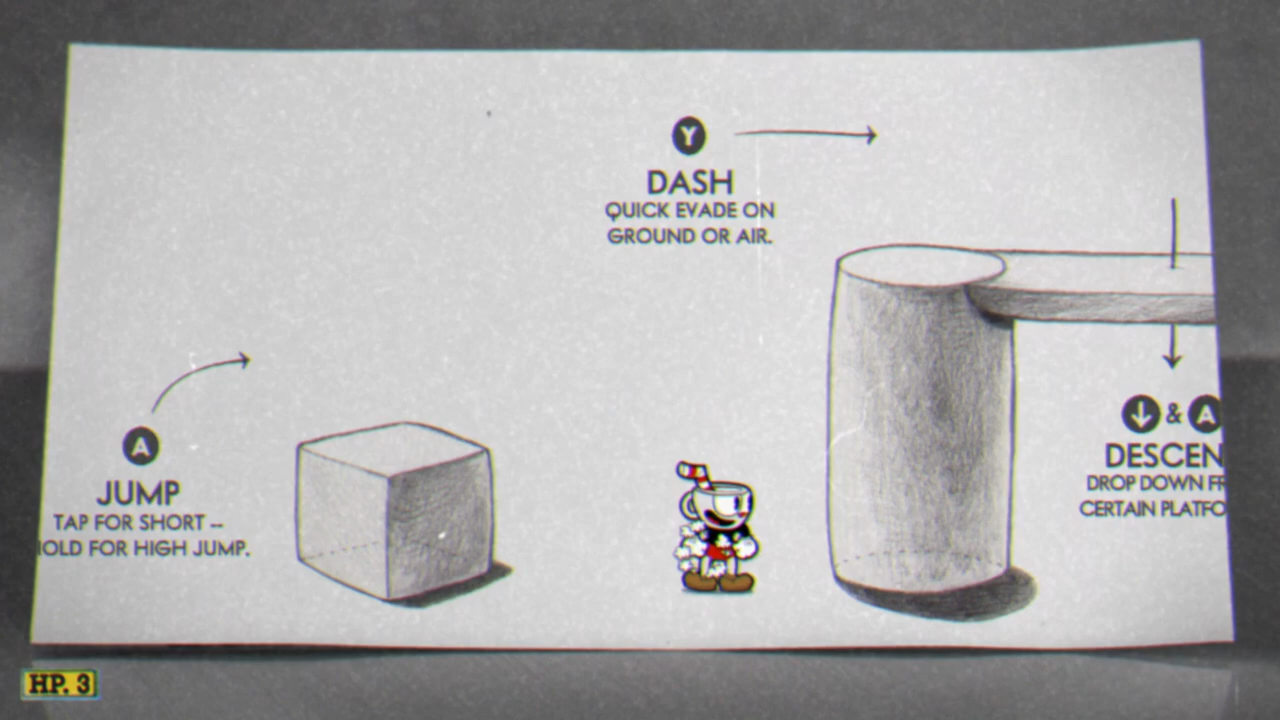 Y
DASH
QUICK EVADE ON
GROUND OR AIR.
A
JUMP
TAP FOR SHORT --
OLD FOR HIGH JUMP.
↓ & A
DESCEN
DROP DOWN FR
CERTAIN PLATFO
HP. 3